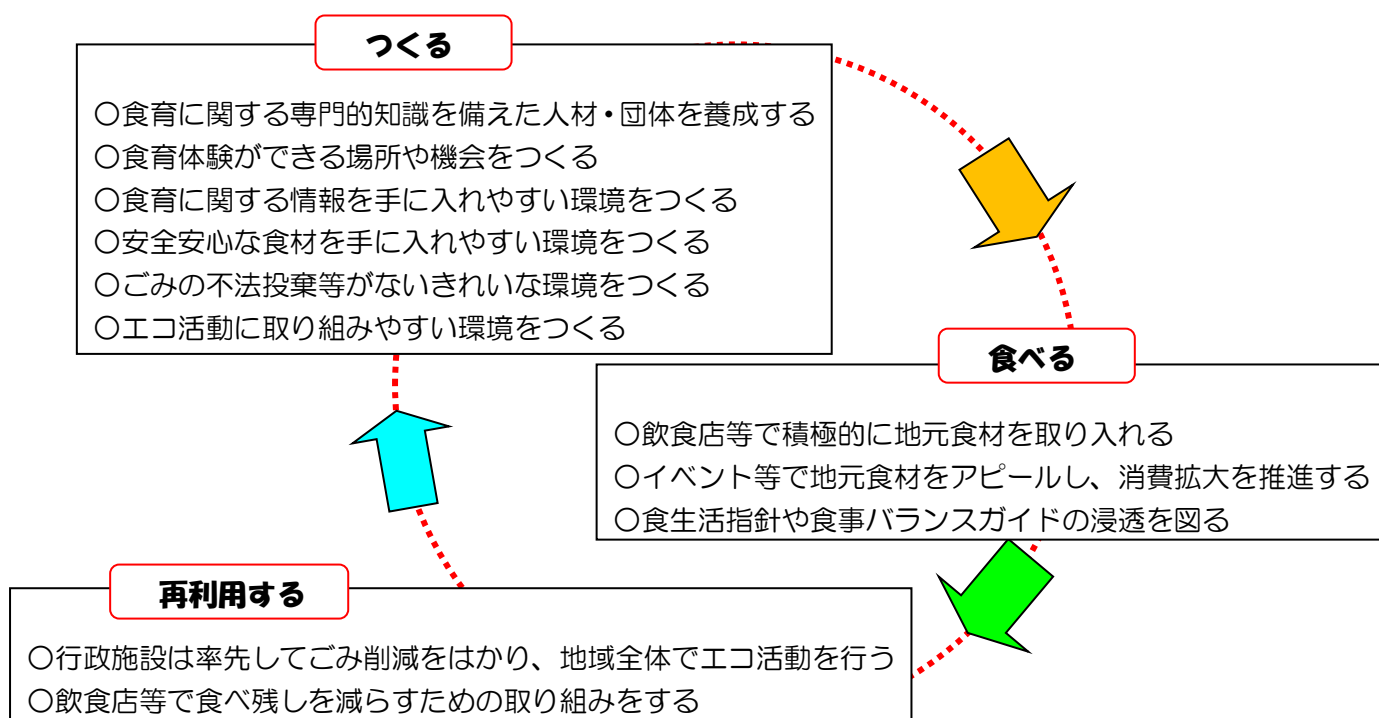 つくる
〇食育に関する専門的知識を備えた人材・団体を養成する
〇食育体験ができる場所や機会をつくる
〇食育に関する情報を手に入れやすい環境をつくる
〇安全安心な食材を手に入れやすい環境をつくる
〇ごみの不法投棄等がないきれいな環境をつくる
〇エコ活動に取り組みやすい環境をつくる
食べる
〇飲食店等で積極的に地元食材を取り入れる
〇イベント等で地元食材をアピールし、消費拡大を推進する
〇食生活指針や食事バランスガイドの浸透を図る
再利用する
〇行政施設は率先してごみ削減をはかり、地域全体でエコ活動を行う
〇飲食店等で食べ残しを減らすための取り組みをする